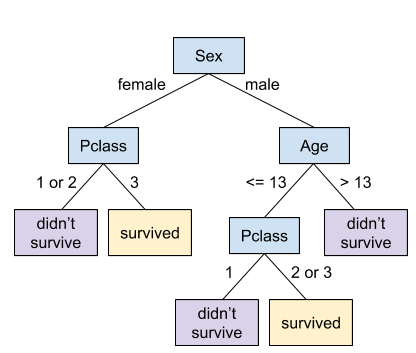 Sex
female
male
Pclass
Age
1 or 2
3
<= 13
> 13
didn't
survive
survived
Pclass
didn't
survive
1
2 or 3
didn't
survive
survived